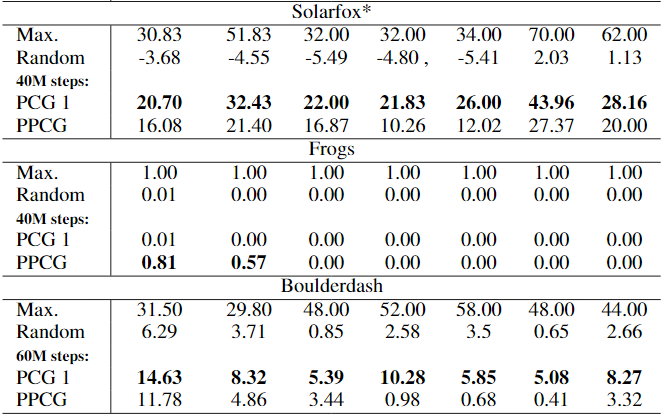 Solarfox*
Max. 30.83 51.83 32.00 32.00 34.00 70.00 62.00
Random -3.68 -4.55 -5.49 -4.80 , -5.41 2.03 1.13
40M steps:
PCG 1 20.70 32.43 22.00 21.83 26.00 43.96 28.16
PPCG 16.08 21.40 16.87 10.26 12.02 27.37 20.00
Frogs
Max. 1.00 1.00 1.00 1.00 1.00 1.00 1.00
Random 0.01 0.00 0.00 0.00 0.00 0.00 0.00
40M steps:
PCG 1 0.01 0.00 0.00 0.00 0.00 0.00 0.00
PPCG 0.81 0.57 0.00 0.00 0.00 0.00 0.00
Boulderdash
Max. 31.50 29.80 48.00 52.00 58.00 48.00 44.00
Random 6.29 3.71 0.85 2.58 3.5 0.65 2.66
60M steps:
PCG 1 14.63 8.32 5.39 10.28 5.85 5.08 8.27
PPCG 11.78 4.86 3.44 0.98 0.68 0.41 3.32